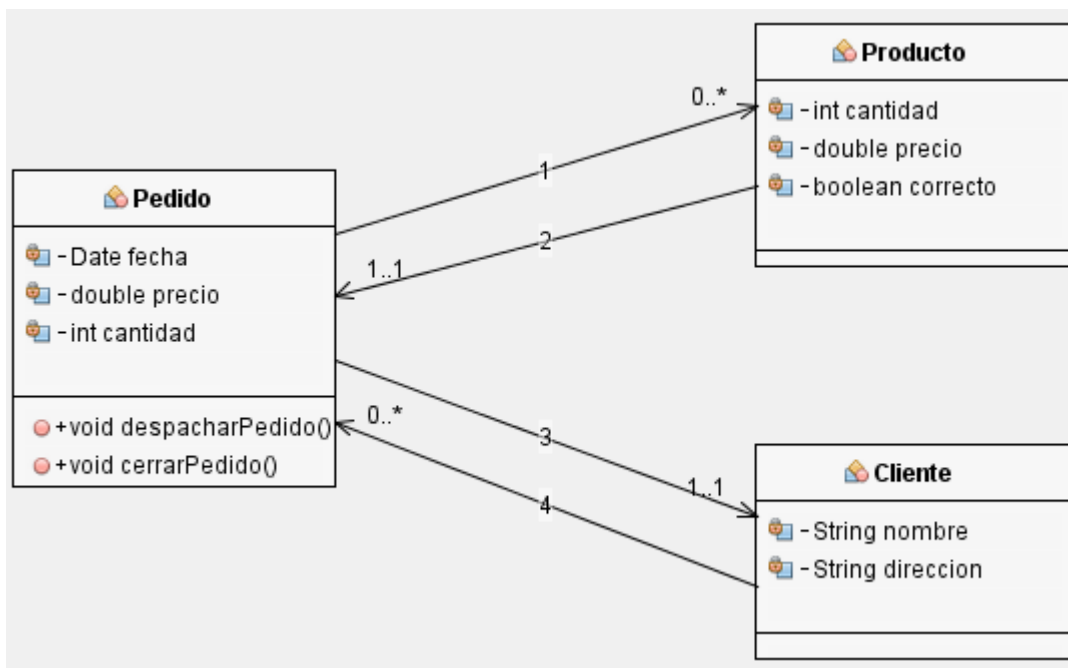 Pedido
-Date fecha
-double precio
-int cantidad
+void despacharPedido()
+void cerrarPedido()
Producto
-int cantidad
-double precio
-boolean correcto
Cliente
-String nombre
-String direccion
0..*
1
2
1..1
0..*
3
1..1
4